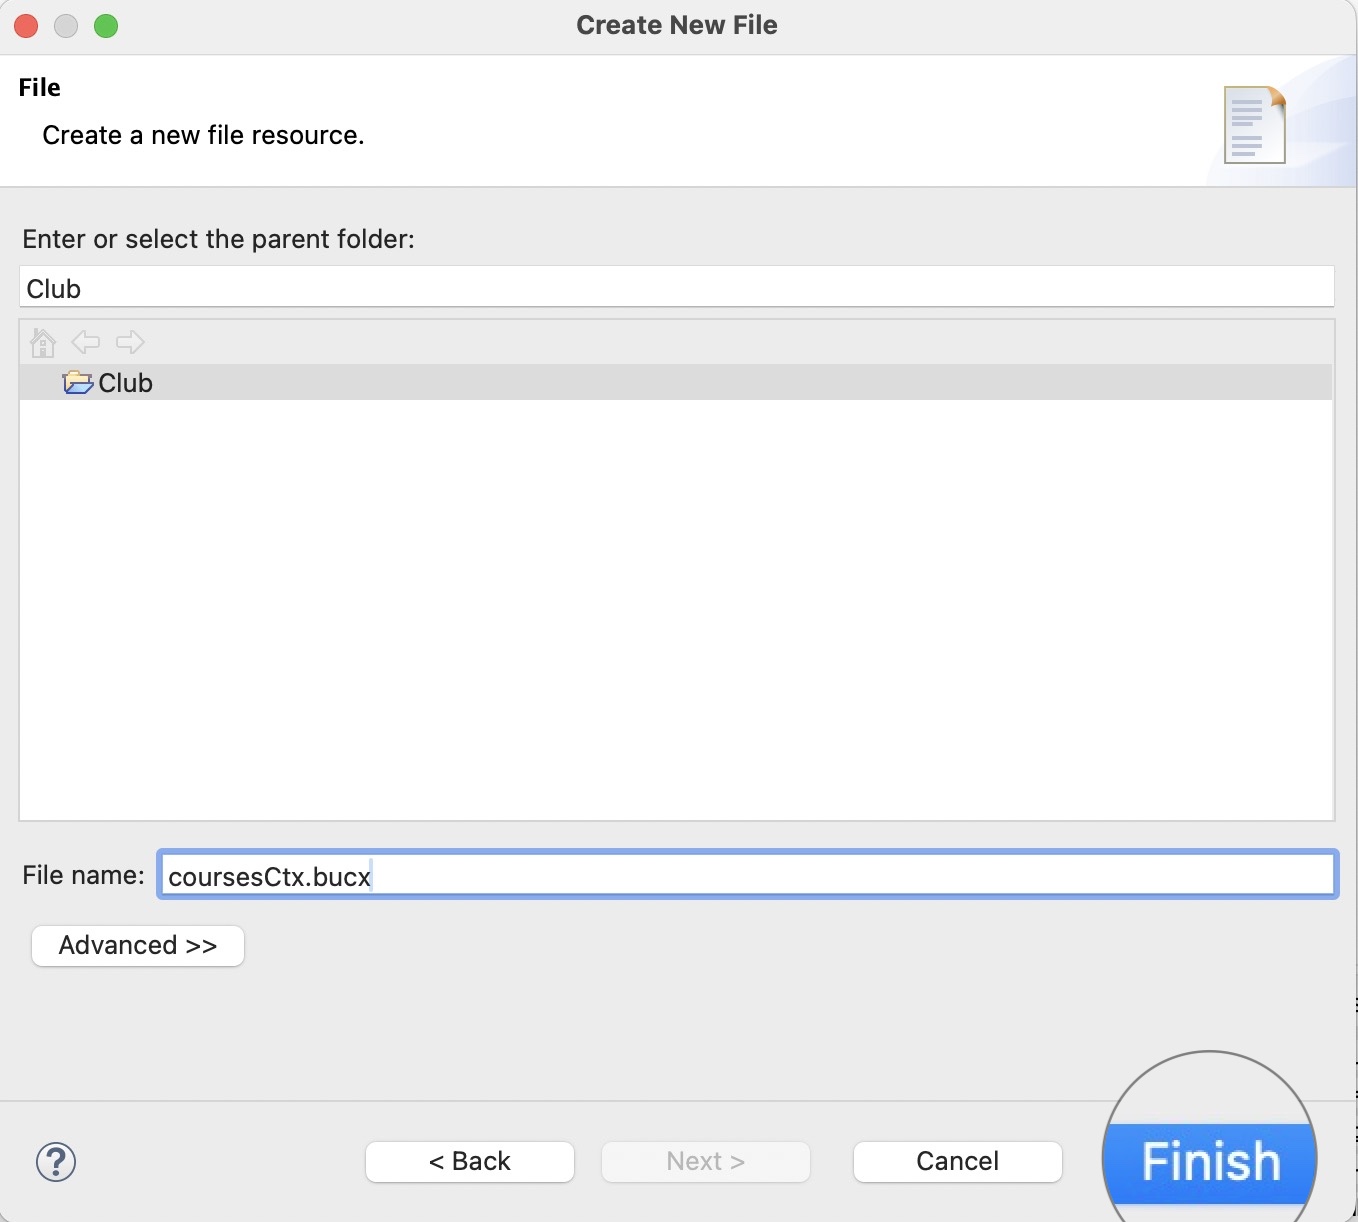 Create New File
File
Create a new file resource.
Enter or select the parent folder:
Club
Club
File name: coursesCtx.bucx
Advanced >>
? < Back Next > Cancel Finish